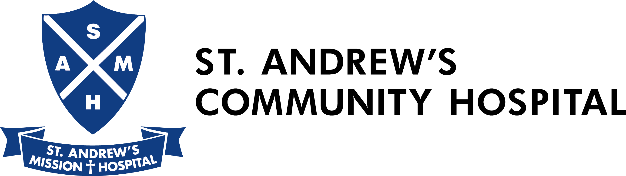 S
A M
H
ST. ANDREW'S
MISSION HOSPITAL
ST. ANDREW'S
COMMUNITY HOSPITAL